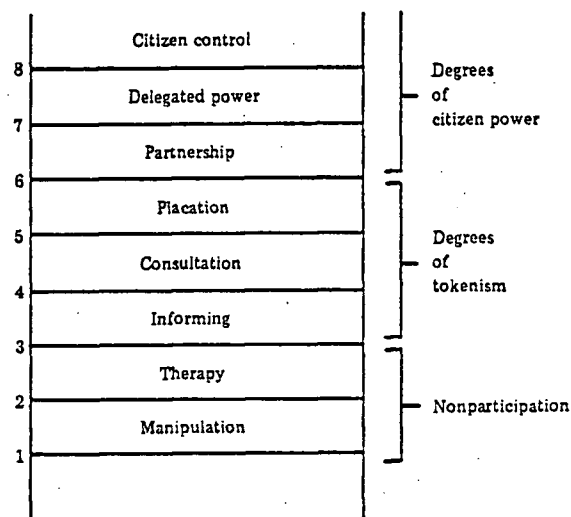 Citizen control
8
Delegated power
7
Partnership
6
Placation
5
Consultation
4
Informing
3
Therapy
2
Manipulation
1
Degrees
of
citizen power
Degrees
of
tokenism
Nonparticipation